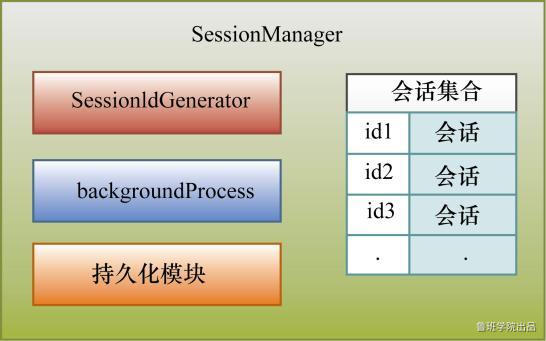 SessionManager
SessionIdGenerator
backgroundProcess
持久化模块
会话集合
id1 会话
id2 会话
id3 会话
. .
鲁班学院出品